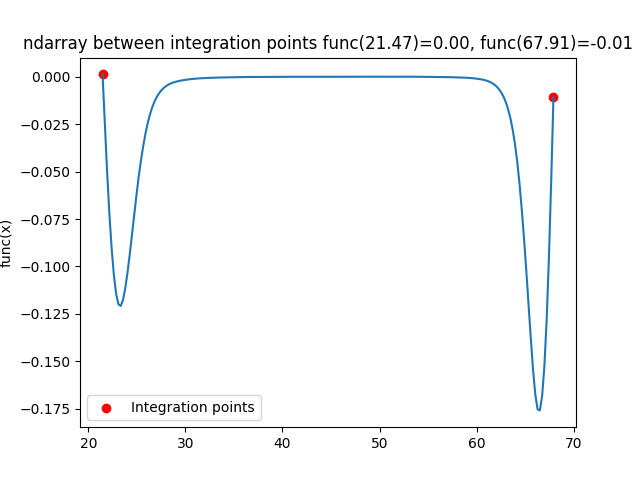 ndarray between integration points func(21.47)=0.00, func(67.91)=-0.01
0.000
−0.025
−0.050
−0.075
−0.100
−0.125
−0.150
−0.175
func(x)
Integration points
20 30 40 50 60 70